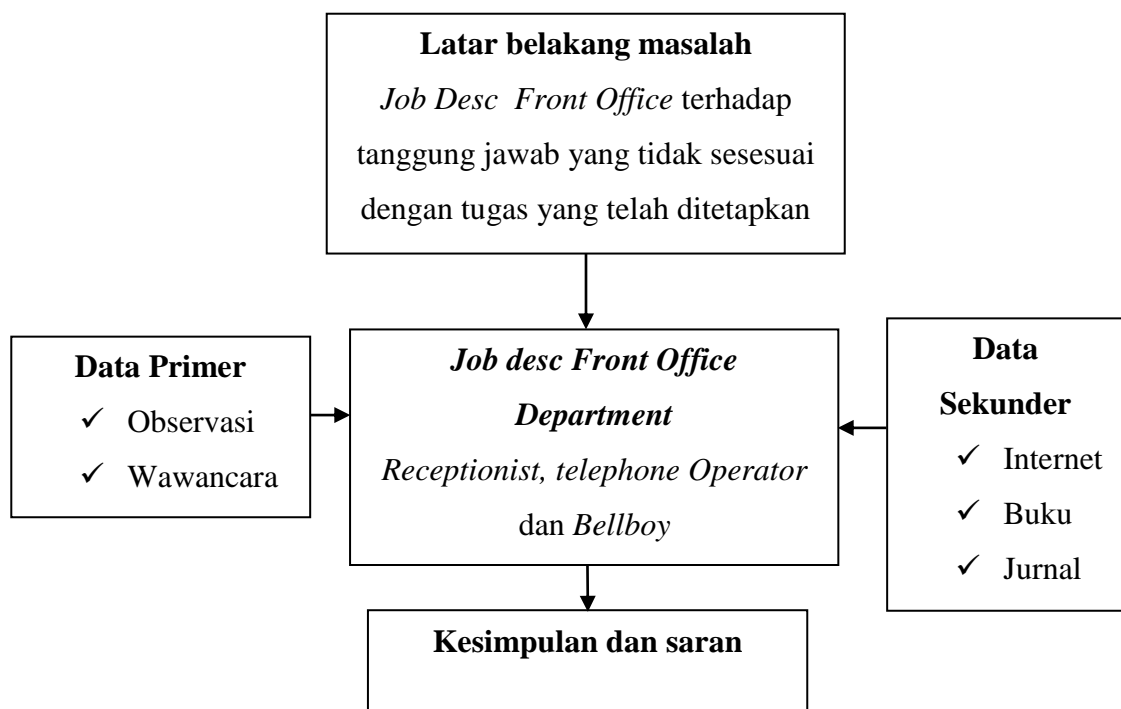 Latar belakang masalah
Job Desc Front Office terhadap
tanggung jawab yang tidak sesesuai
dengan tugas yang telah ditetapkan
Data Primer
✓ Observasi
✓ Wawancara
Job desc Front Office
Department
Receptionist, telephone Operator
dan Bellboy
Data
Sekunder
✓ Internet
✓ Buku
✓ Jurnal
Kesimpulan dan saran